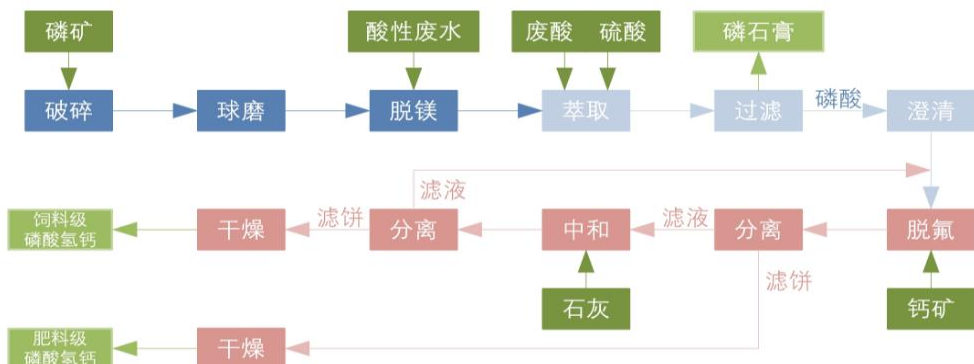 磷矿
酸性废水
废酸 硫酸
磷石膏
破碎
球磨
脱镁
萃取
过滤
磷酸
澄清
滤液
饲料级
磷酸氢钙
干燥
滤饼
分离
中和
滤液
分离
脱氟
滤饼
石灰
钙矿
肥料级
磷酸氢钙
干燥